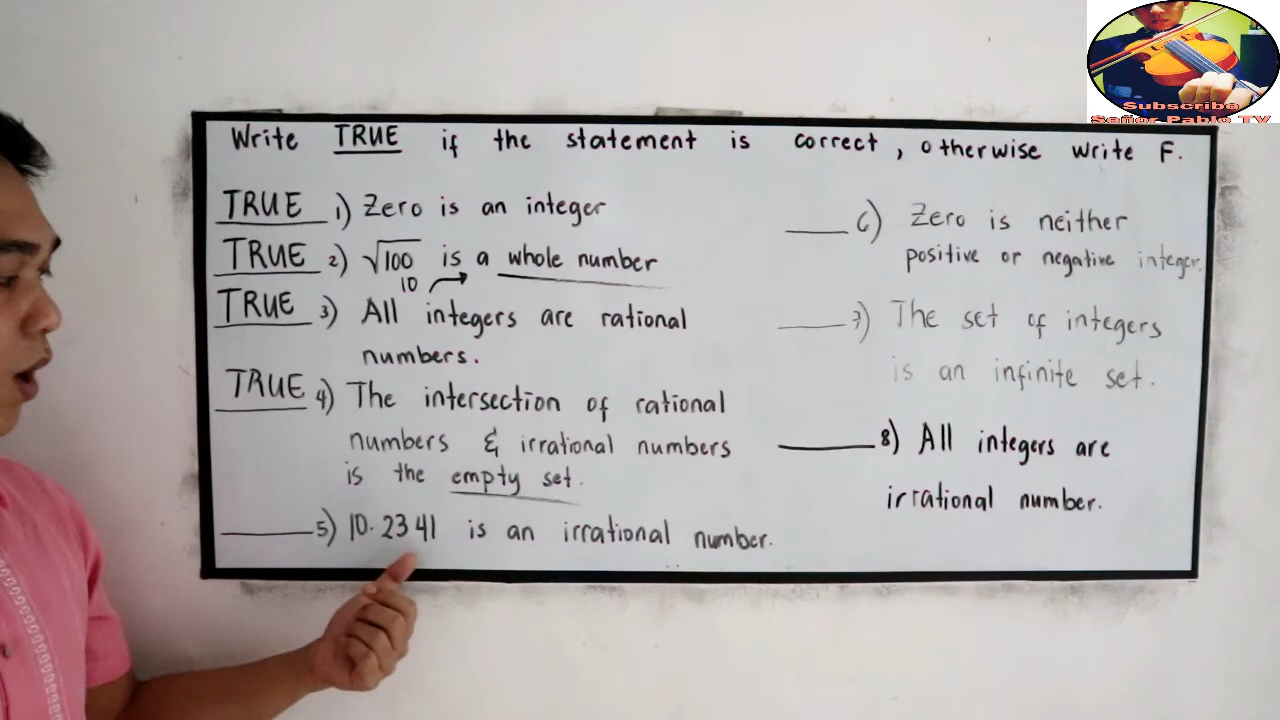 Subscribe
Señor Pablo TV
Write TRUE if the statement is correct, otherwise write F.
TRUE 1) Zero is an integer
TRUE 2) √100 is a whole number
10
TRUE 3) All integers are rational
numbers.
TRUE 4) The intersection of rational
numbers & irrational numbers
is the empty set.
5) 10.2341 is an irrational number.
6) Zero is neither
positive or negative integer.
7) The set of integers
is an infinite set.
8) All integers are
irrational number.